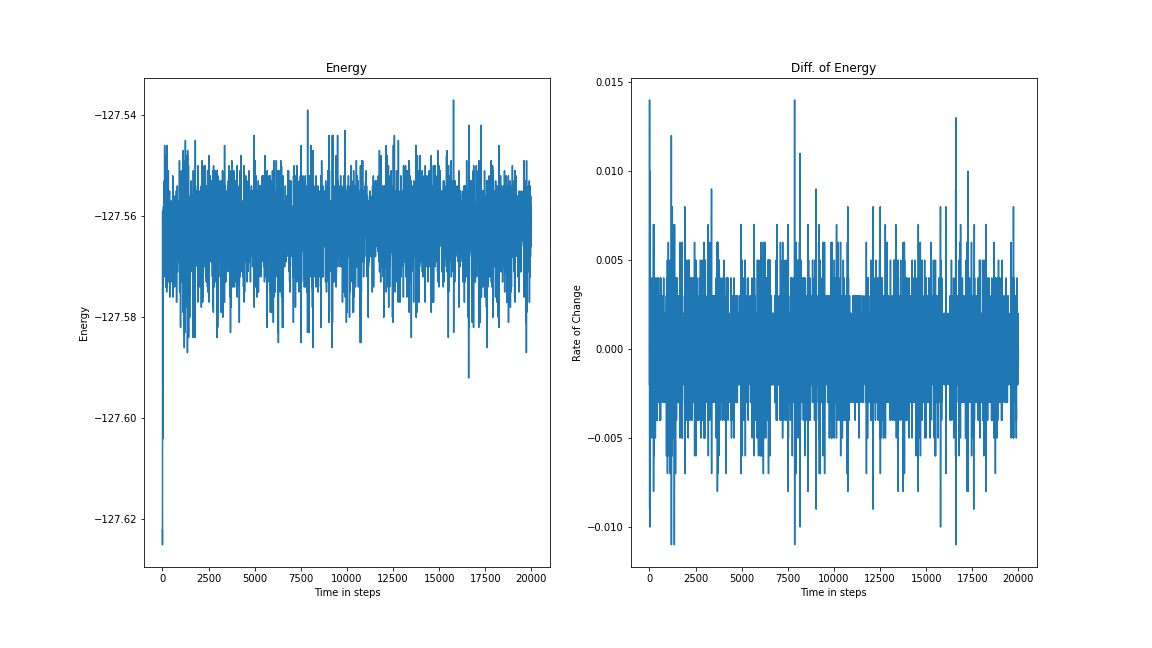 Energy
Energy
−127.54
−127.56
−127.58
−127.60
−127.62
0 2500 5000 7500 10000 12500 15000 17500 20000
Time in steps
Diff. of Energy
Rate of Change
0.015
0.010
0.005
0.000
−0.005
−0.010
0 2500 5000 7500 10000 12500 15000 17500 20000
Time in steps